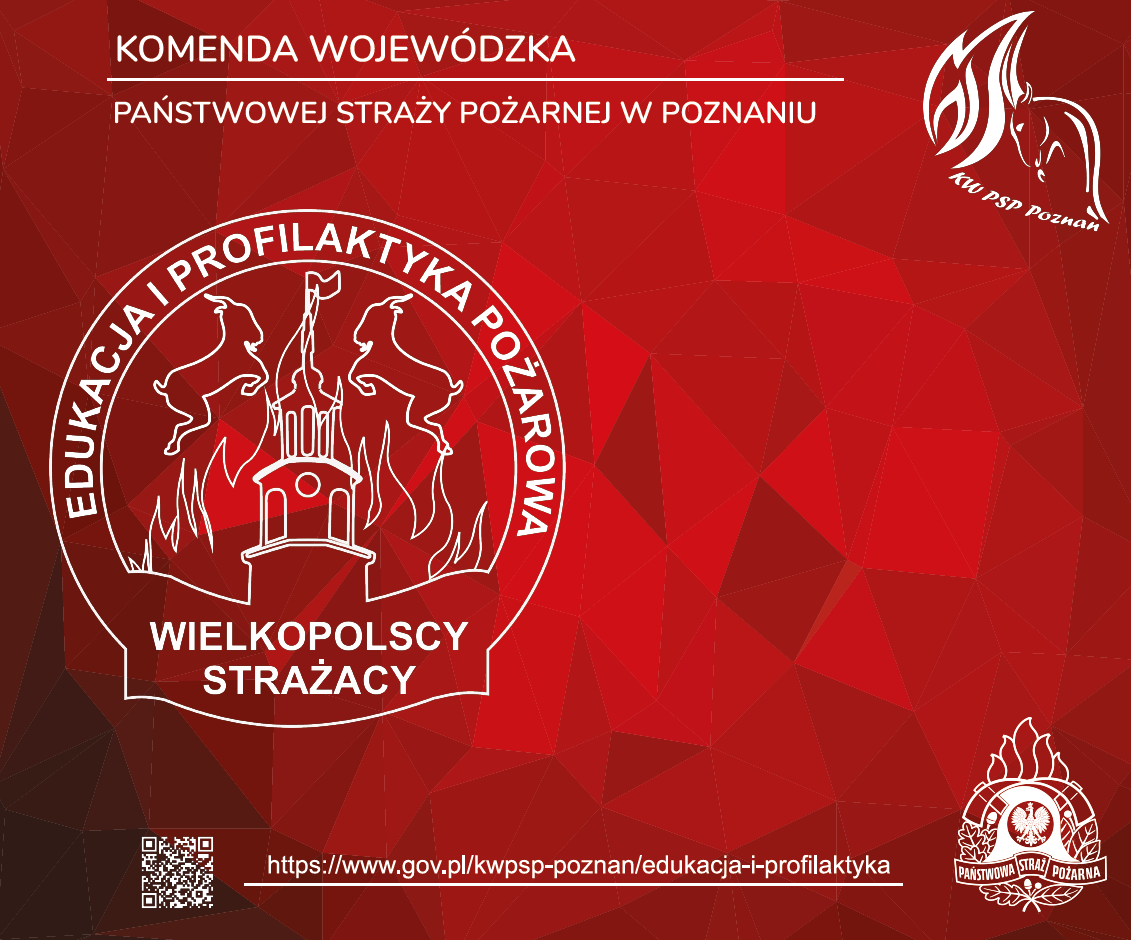 KOMENDA WOJEWÓDZKA
PAŃSTWOWEJ STRAŻY POŻARNEJ W POZNANIU
KW PSP Poznań
EDUKACJA I PROFILAKTYKA POŻAROWA
WIELKOPOLSCY
STRAŻACY
https://www.gov.pl/kwpsp-poznan/edukacja-i-profilaktyka
PAŃSTWOWA STRAŻ POŻARNA